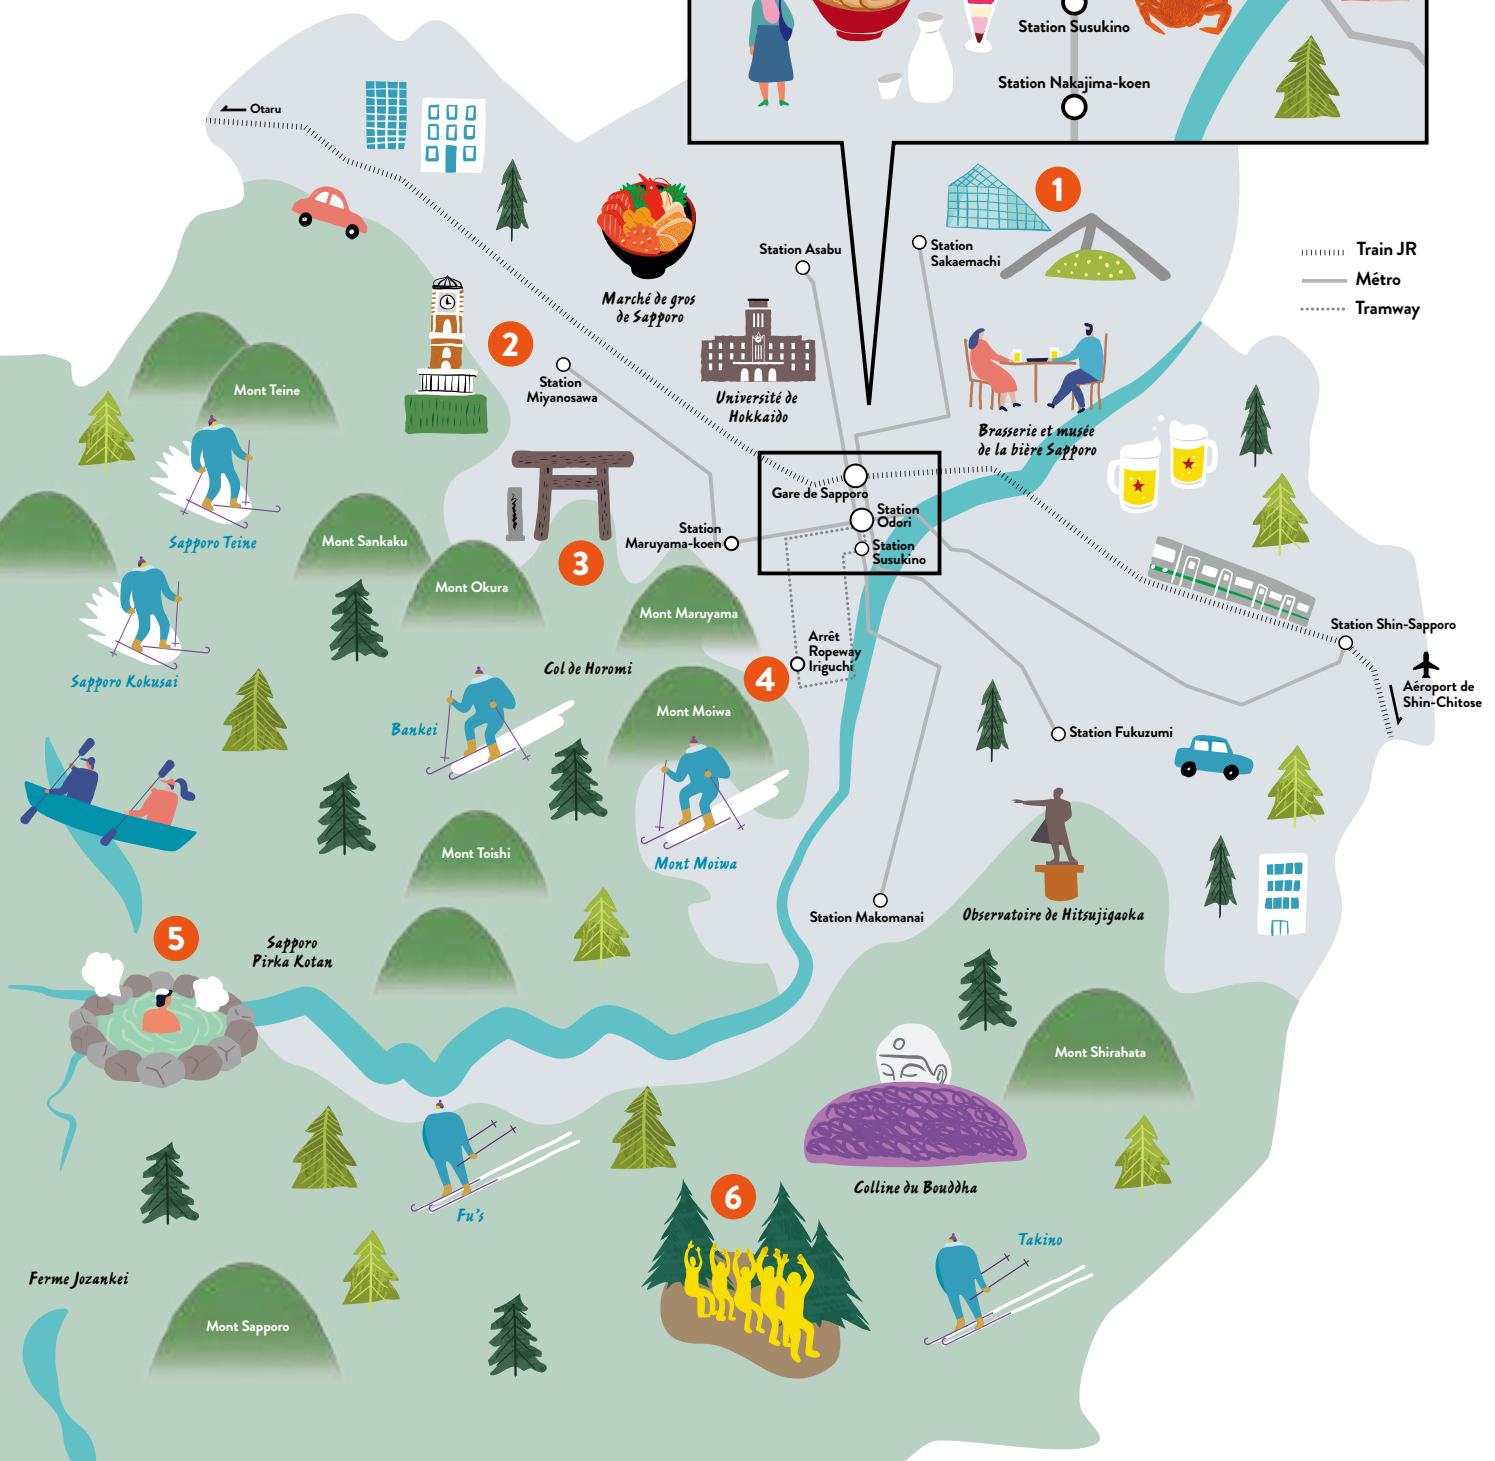 Station Susukino
Station Nakajima-koen
Otaru
1
Train JR
Métro
Tramway
Station Asabu
Station
Sakaemachi
Marché de gros
de Sapporo
2
Station
Miyanosawa
Université de
Hokkaido
Brasserie et musée
de la bière Sapporo
Mont Teine
Gare de Sapporo
Station
Odori
Station
Susukino
Station
Maruyama-koen
Sapporo Teine
Mont Sankaku
3
Mont Okura
Mont Maruyama
Station Shin-Sapporo
Arrêt
Ropeway
Iriguchi
4
Col de Horomi
Sapporo Kokusai
Aéroport de
Shin-Chitose
Mont Moiwa
Bankei
Station Fukuzumi
Mont Toishi
Mont Moiwa
Station Makomanai
Observatoire de Hitsujigaoka
5
Sapporo
Pirka Kotan
Mont Shirahata
Colline du Bouddha
6
Fu's
Takino
Ferme Jozankei
Mont Sapporo